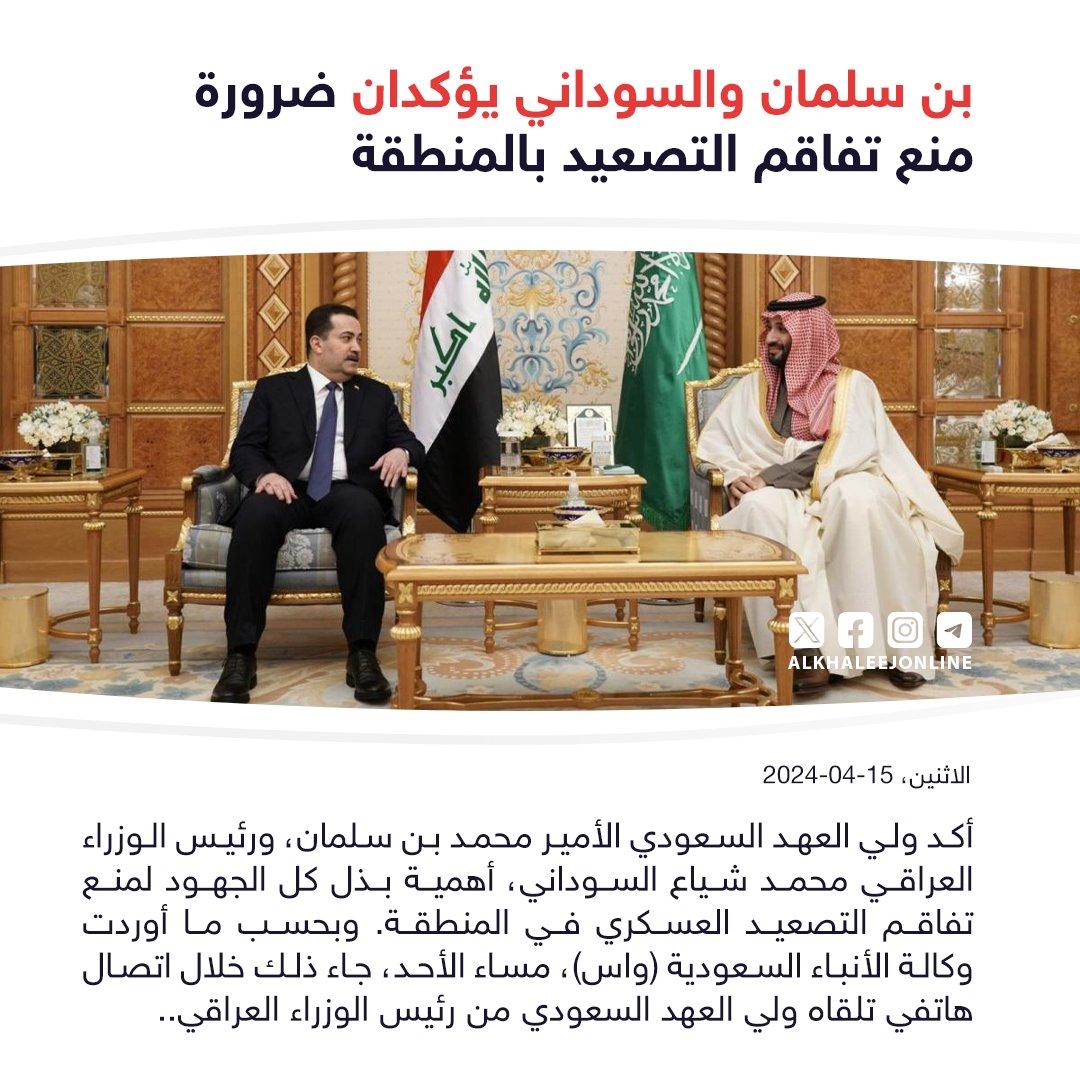 بن سلمان والسوداني يؤكدان ضرورة
منع تفاقم التصعيد بالمنطقة
الله
اكبر
ALKHALEEJONLINE
الاثنين، 15-04-2024
أكد ولي العهد السعودي الأمير محمد بن سلمان، ورئيس الوزراء
العراقي محمد شياع السوداني، أهمية بذل كل الجهود لمنع
تفاقم التصعيد العسكري في المنطقة. وبحسب ما أوردت
وكالة الأنباء السعودية (واس)، مساء الأحد، جاء ذلك خلال اتصال
هاتفي تلقاه ولي العهد السعودي من رئيس الوزراء العراقي..